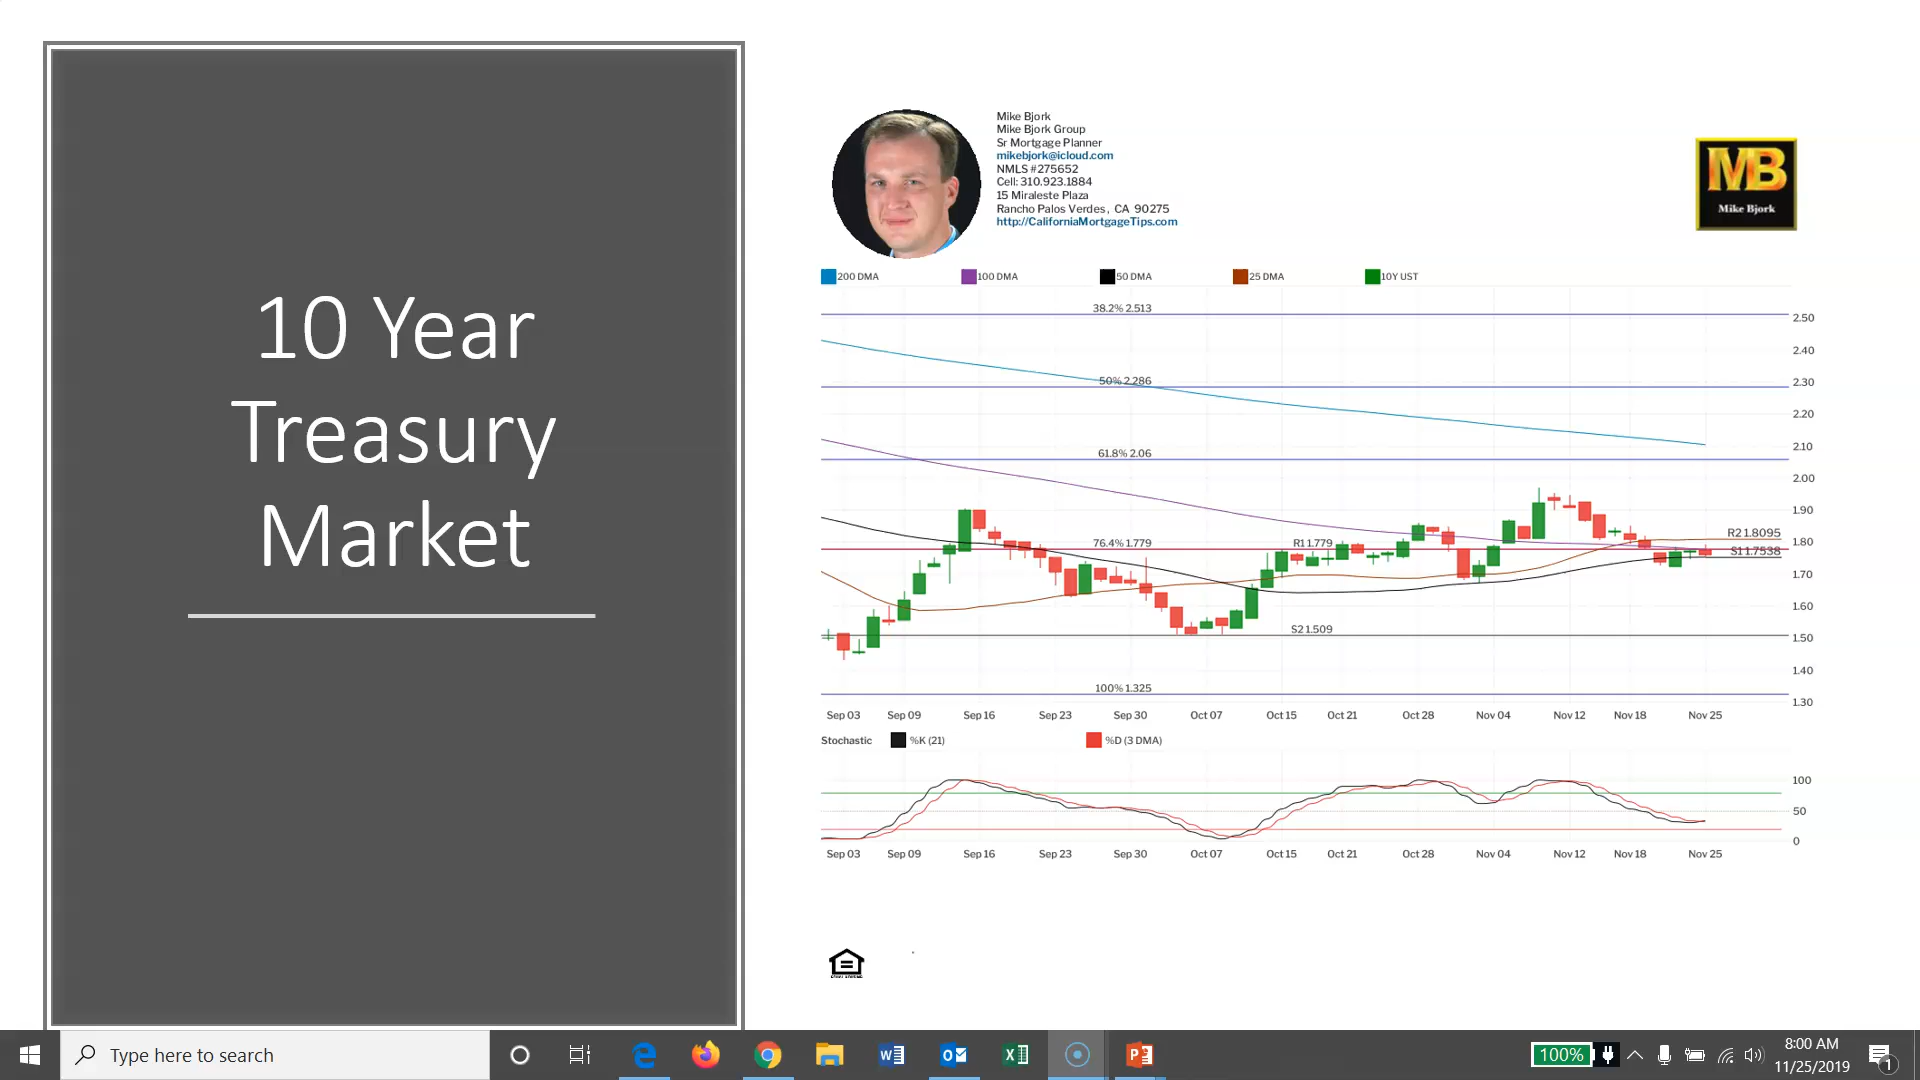 10 Year
Treasury
Market
Mike Bjork
Mike Bjork Group
Sr Mortgage Planner
mikebjork@icloud.com
NMLS #275652
Cell: 310.923.1884
15 Miraleste Plaza
Rancho Palos Verdes, CA 90275
http://CaliforniaMortgageTips.com
MB
Mike Bjork
200 DMA
100 DMA
50 DMA
25 DMA
10Y UST
38.2% 2.513
50% 2.286
61.8% 2.06
76.4% 1.779
R1 1.779
R2 1.8095
S1 1.7538
S2 1.509
100% 1.325
2.50
2.40
2.30
2.20
2.10
2.00
1.90
1.80
1.70
1.60
1.50
1.40
1.30
Sep 03 Sep 09 Sep 16 Sep 23 Sep 30 Oct 07 Oct 15 Oct 21 Oct 28 Nov 04 Nov 12 Nov 18 Nov 25
Stochastic %K (21) %D (3 DMA)
100
50
0
Sep 03 Sep 09 Sep 16 Sep 23 Sep 30 Oct 07 Oct 15 Oct 21 Oct 28 Nov 04 Nov 12 Nov 18 Nov 25
Type here to search
100%
8:00 AM
11/25/2019
1